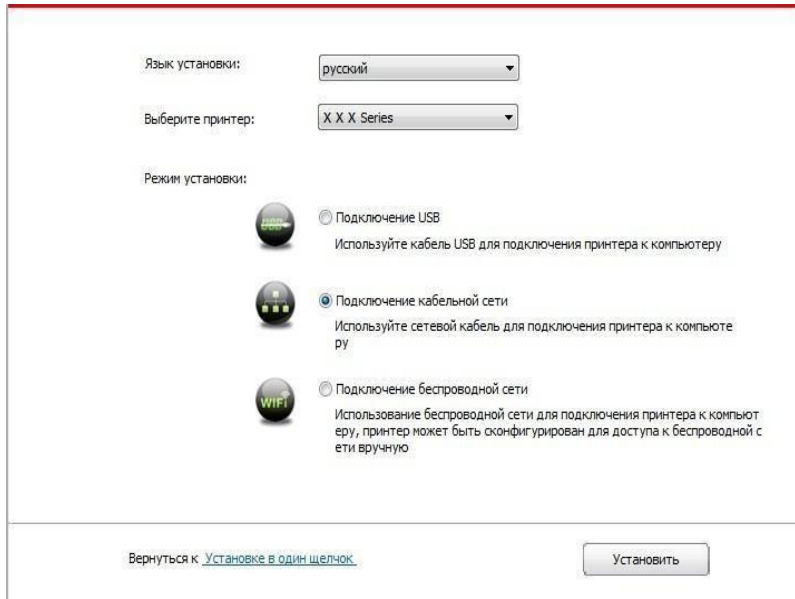 Язык установки:
русский
Выберите принтер:
X X X Series
Режим установки:
USB
Подключение USB
Используйте кабель USB для подключения принтера к компьютеру
Подключение кабельной сети
Используйте сетевой кабель для подключения принтера к компьюте
ру
WiFi
Подключение беспроводной сети
Использование беспроводной сети для подключения принтера к компьют
еру, принтер может быть сконфигурирован для доступа к беспроводной с
ети вручную
Вернуться к Установке в один щелчок
Установить